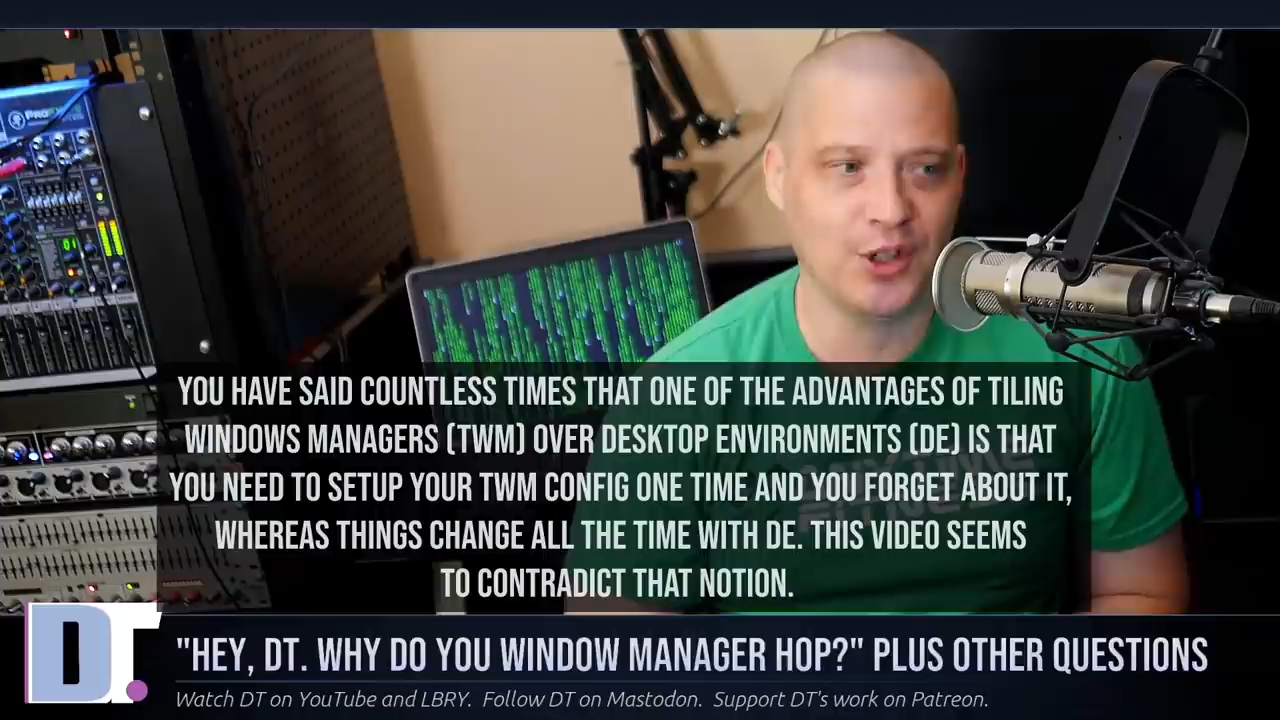 YOU HAVE SAID COUNTLESS TIMES THAT ONE OF THE ADVANTAGES OF TILING
WINDOWS MANAGERS (TWM) OVER DESKTOP ENVIRONMENTS (DE) IS THAT
YOU NEED TO SETUP YOUR TWM CONFIG ONE TIME AND YOU FORGET ABOUT IT,
WHEREAS THINGS CHANGE ALL THE TIME WITH DE. THIS VIDEO SEEMS
TO CONTRADICT THAT NOTION.
DT.
"HEY, DT. WHY DO YOU WINDOW MANAGER HOP?" PLUS OTHER QUESTIONS
Watch DT on YouTube and LBRY. Follow DT on Mastodon. Support DT's work on Patreon.